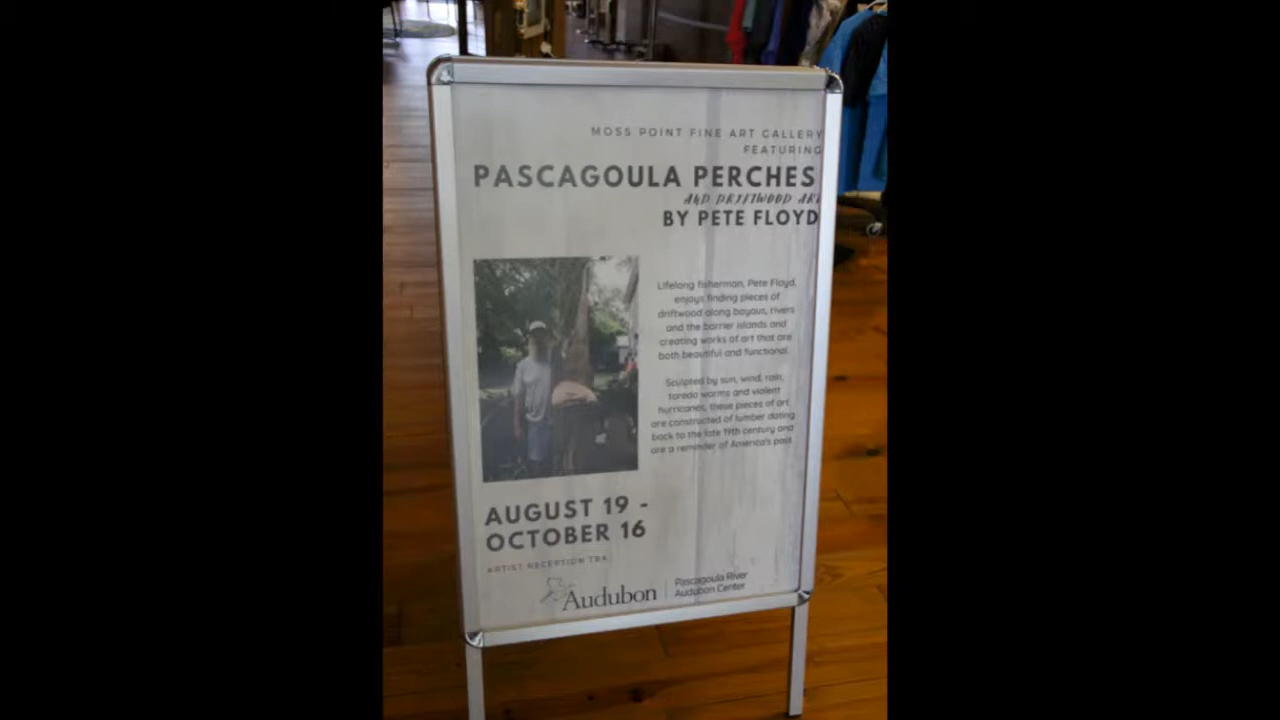 MOSS POINT FINE ART GALLERY
FEATURING
PASCAGOULA PERCHES
AND DRIFTWOOD ART
BY PETE FLOYD
Lifelong fisherman, Pete Floyd,
enjoys finding pieces of
driftwood along bayous, rivers
and the barrier islands and
creating works of art that are
both beautiful and functional.
Sculpted by sun, wind, rain,
toredo worms and violent
hurricanes, these pieces of art
are constructed of lumber dating
back to the late 19th century and
are a reminder of America's past.
AUGUST 19 -
OCTOBER 16
ARTIST RECEPTION TBA
Audubon
Pascagoula River
Audubon Center